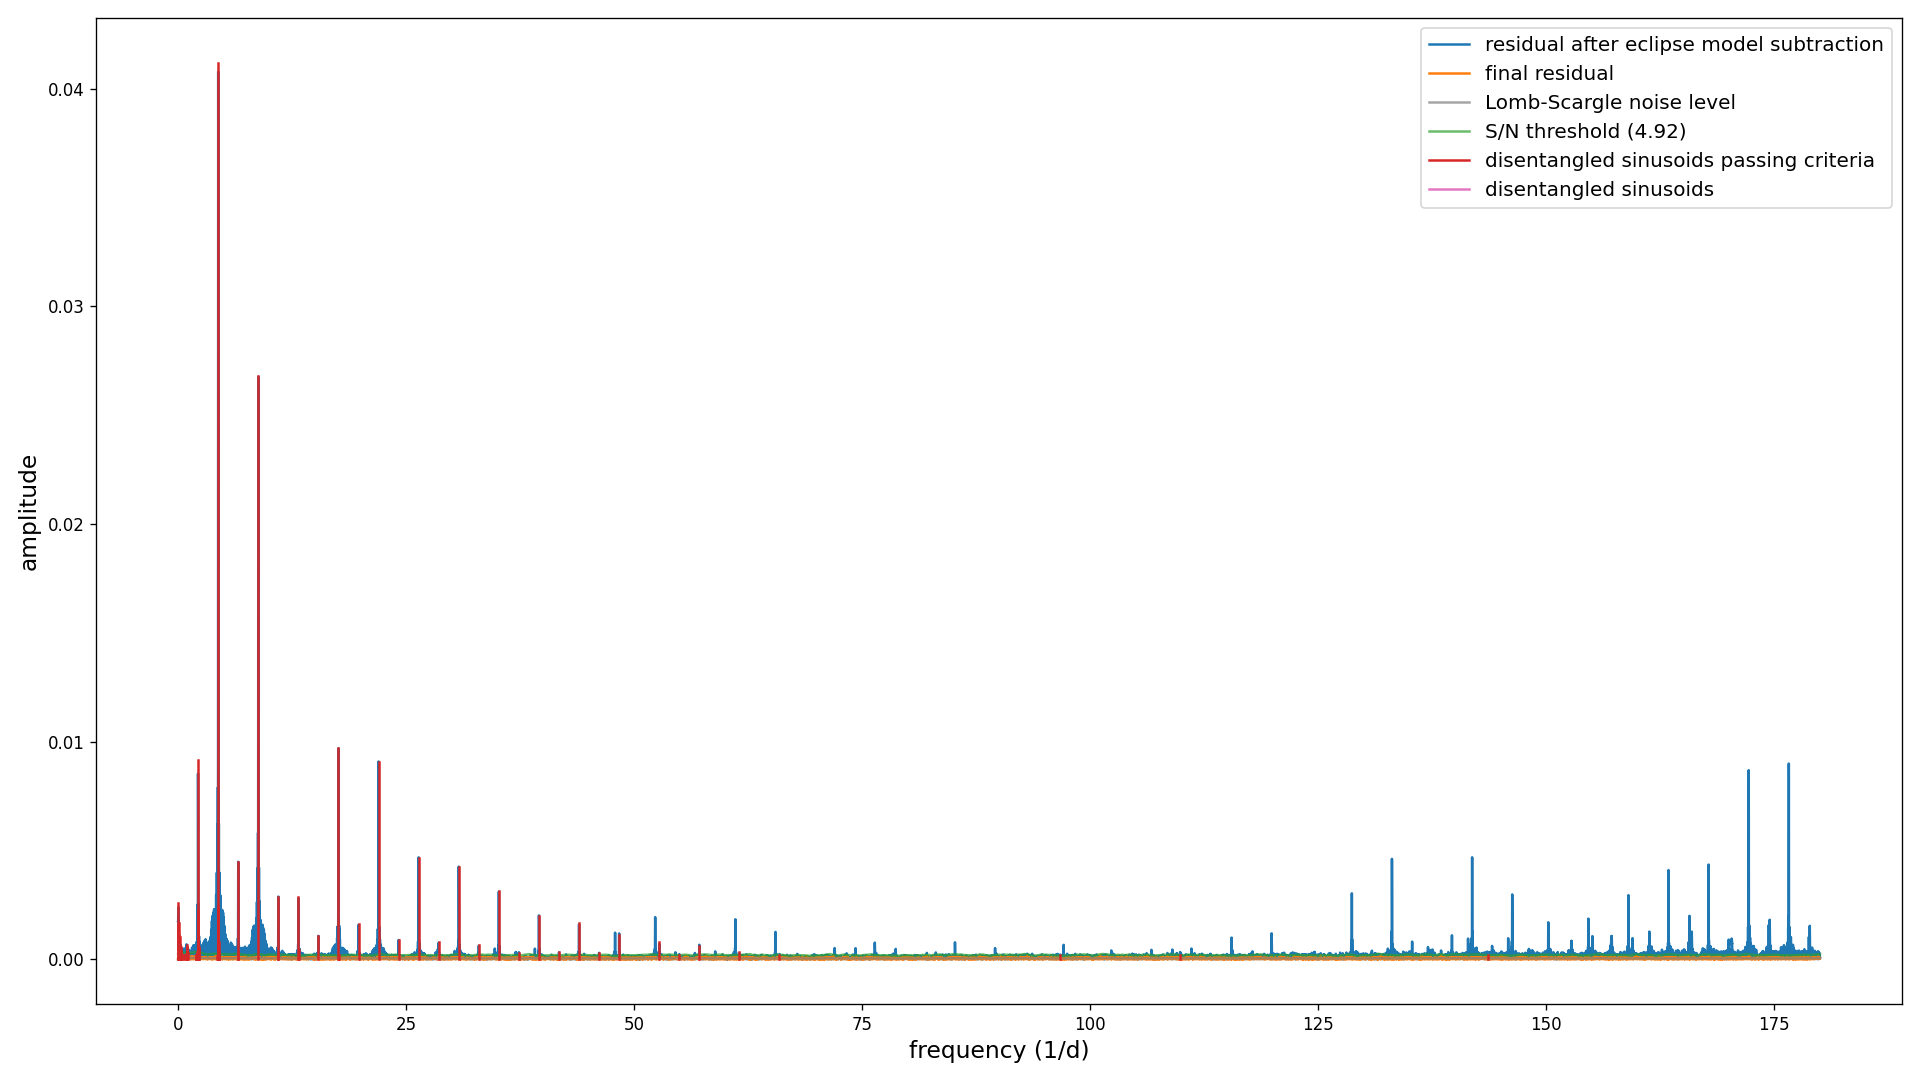 residual after eclipse model subtraction
final residual
Lomb-Scargle noise level
S/N threshold (4.92)
disentangled sinusoids passing criteria
disentangled sinusoids
0.04
0.03
0.02
0.01
0.00
amplitude
0 25 50 75 100 125 150 175
frequency (1/d)